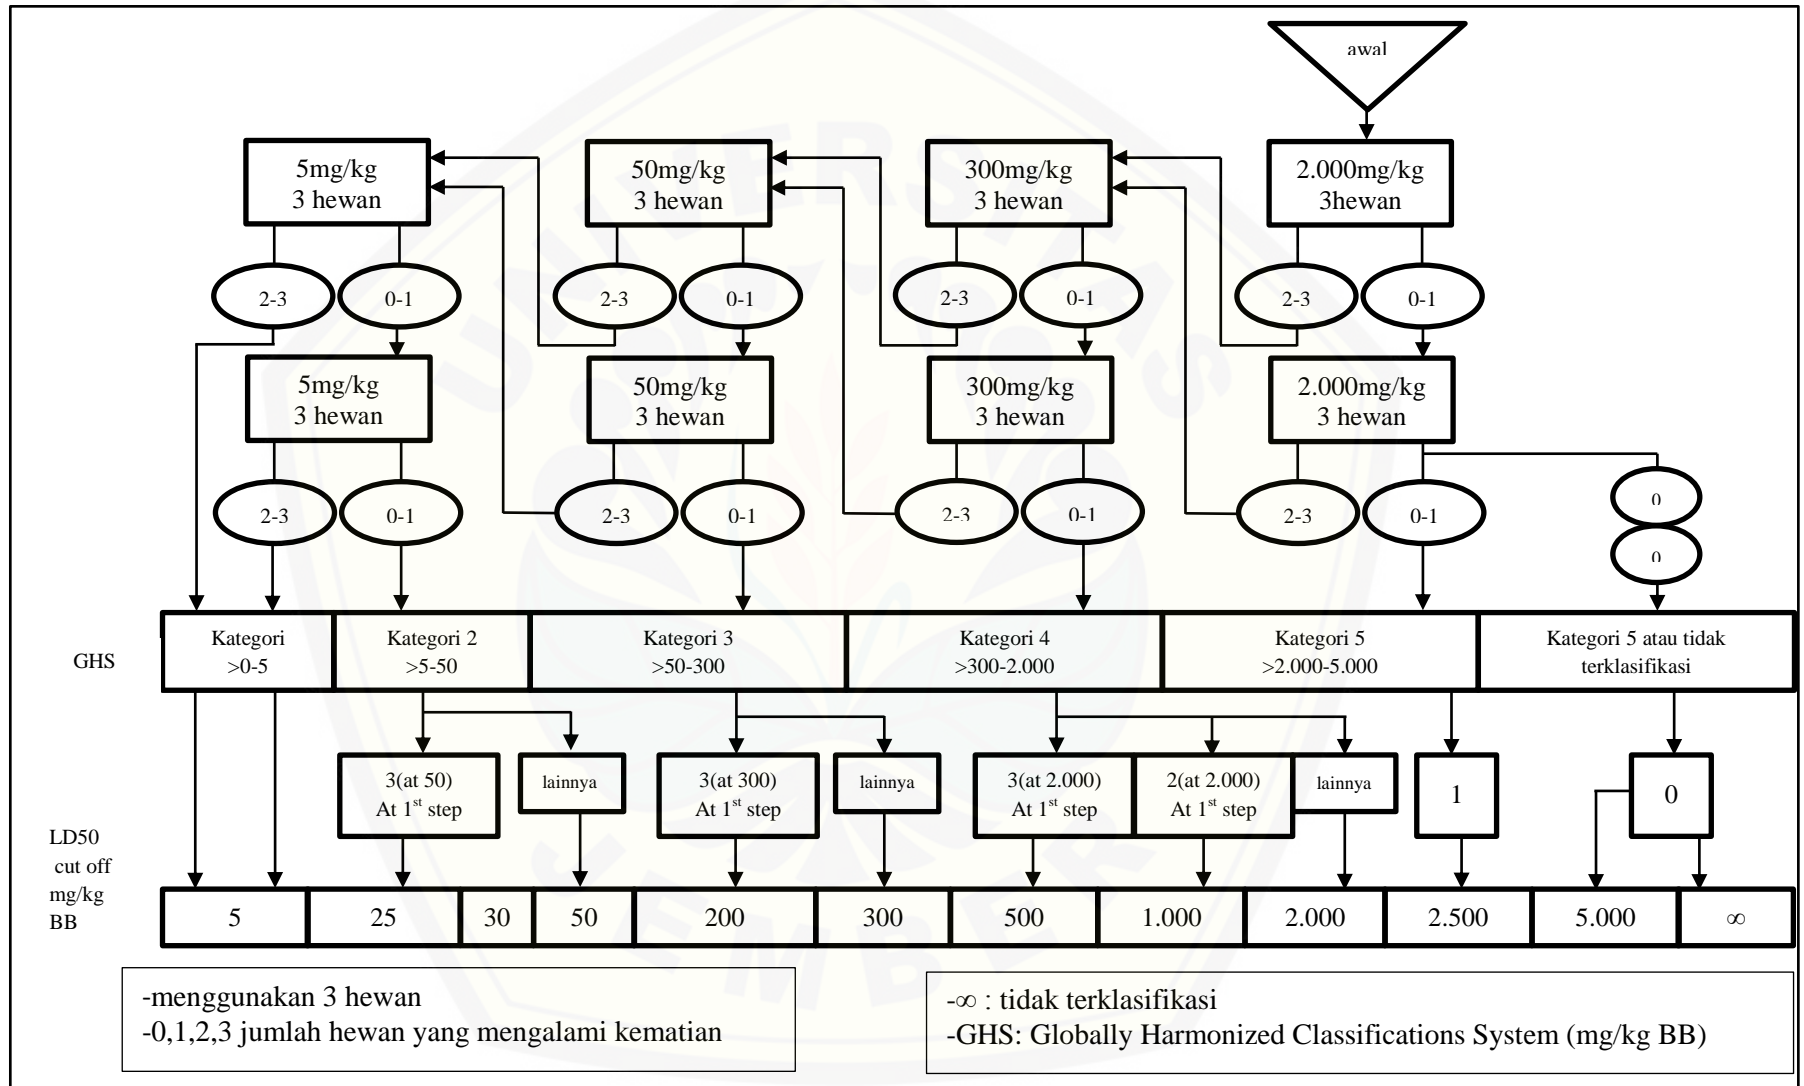 awal
5mg/kg
3 hewan
50mg/kg
3 hewan
300mg/kg
3 hewan
2.000mg/kg
3hewan
2-3
0-1
2-3
0-1
2-3
0-1
2-3
0-1
5mg/kg
3 hewan
50mg/kg
3 hewan
300mg/kg
3 hewan
2.000mg/kg
3 hewan
2-3
0-1
2-3
0-1
2-3
0-1
2-3
0-1
0
0
GHS
Kategori
>0-5
Kategori 2
>5-50
Kategori 3
>50-300
Kategori 4
>300-2.000
Kategori 5
>2.000-5.000
Kategori 5 atau tidak
terklasifikasi
3(at 50)
At 1st step
lainnya
3(at 300)
At 1st step
lainnya
3(at 2.000)
At 1st step
2(at 2.000)
At 1st step
lainnya
1
0
LD50
cut off
mg/kg
BB
5
25
30
50
200
300
500
1.000
2.000
2.500
5.000
∞
-menggunakan 3 hewan
-0,1,2,3 jumlah hewan yang mengalami kematian
-∞ : tidak terklasifikasi
-GHS: Globally Harmonized Classifications System (mg/kg BB)
UNIVERSITAS
JEMBER